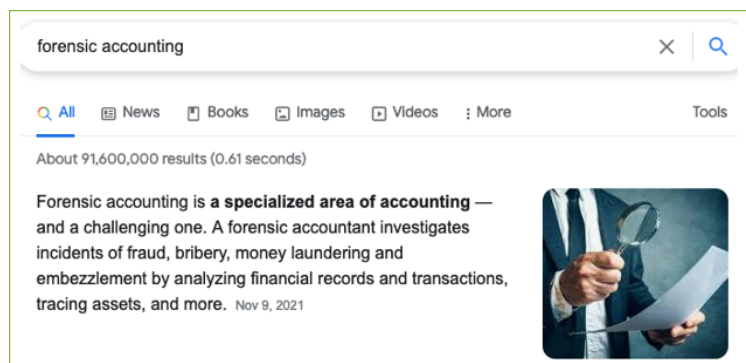 forensic accounting
All News Books Images Videos More Tools
About 91,600,000 results (0.61 seconds)
Forensic accounting is a specialized area of accounting —
and a challenging one. A forensic accountant investigates
incidents of fraud, bribery, money laundering and
embezzlement by analyzing financial records and transactions,
tracing assets, and more. Nov 9, 2021